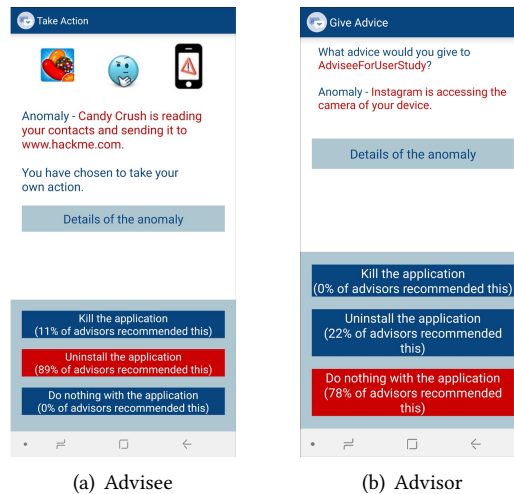 Take Action
Anomaly - Candy Crush is reading
your contacts and sending it to
www.hackme.com.
You have chosen to take your
own action.
Details of the anomaly
Kill the application
(11% of advisors recommended this)
Uninstall the application
(89% of advisors recommended this)
Do nothing with the application
(0% of advisors recommended this)
(a) Advisee
Give Advice
What advice would you give to
AdviseeForUserStudy?
Anomaly - Instagram is accessing the
camera of your device.
Details of the anomaly
Kill the application
(0% of advisors recommended this)
Uninstall the application
(22% of advisors recommended
this)
Do nothing with the application
(78% of advisors recommended
this)
(b) Advisor